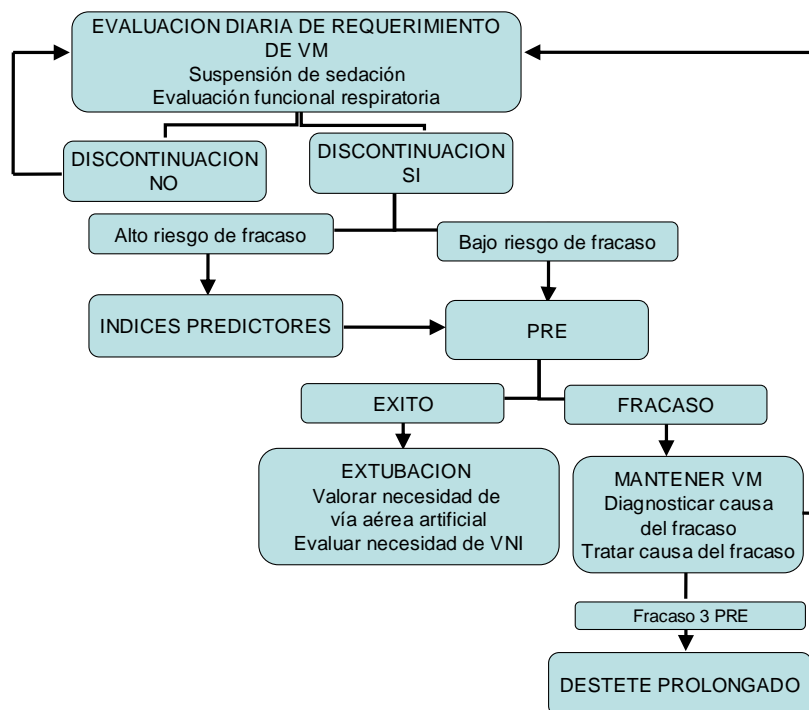 EVALUACION DIARIA DE REQUERIMIENTO
DE VM
Suspensión de sedación
Evaluación funcional respiratoria
DISCONTINUACION
NO
DISCONTINUACION
SI
Alto riesgo de fracaso
Bajo riesgo de fracaso
INDICES PREDICTORES
PRE
EXITO
FRACASO
EXTUBACION
Valorar necesidad de
vía aérea artificial
Evaluar necesidad de VNI
MANTENER VM
Diagnosticar causa
del fracaso
Tratar causa del fracaso
Fracaso 3 PRE
DESTETE PROLONGADO